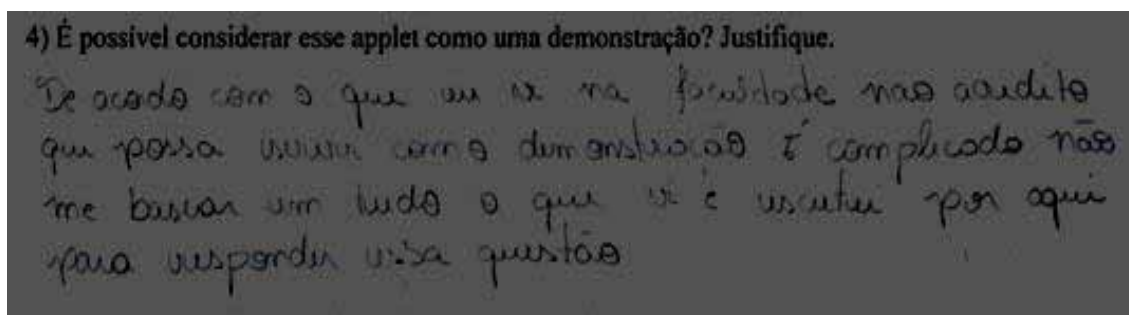 4) É possível considerar esse applet como uma demonstração? Justifique.
De acordo com o que eu vi na faculdade nao acredito
que possa servir como demonstração É complicado não
me basear em tudo o que vi e escutei por aqui
para responder essa questão